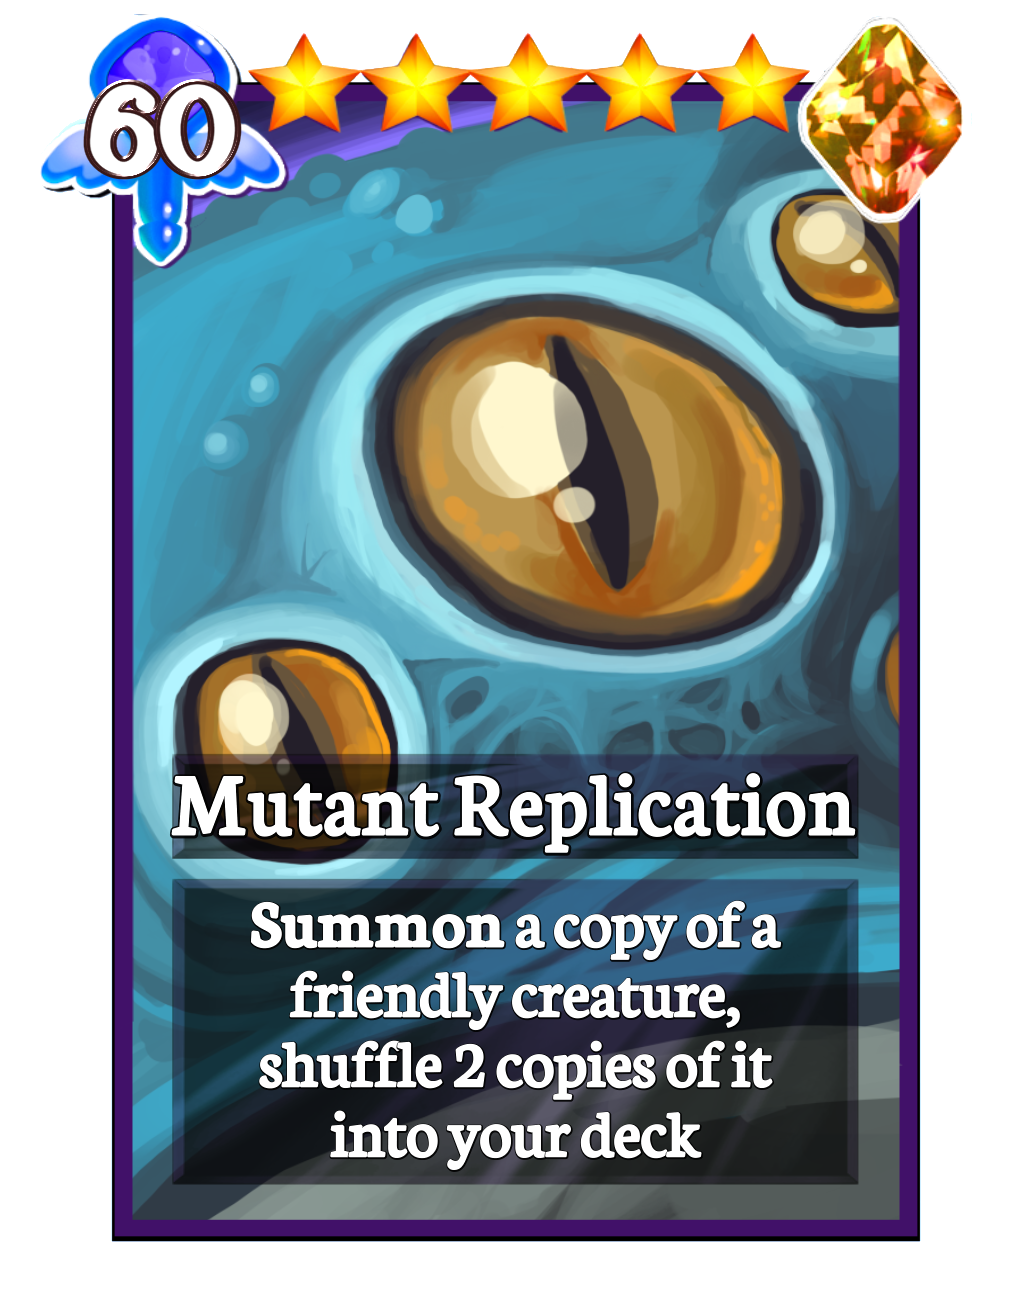 60
Mutant Replication
Summon a copy of a
friendly creature,
shuffle 2 copies of it
into your deck